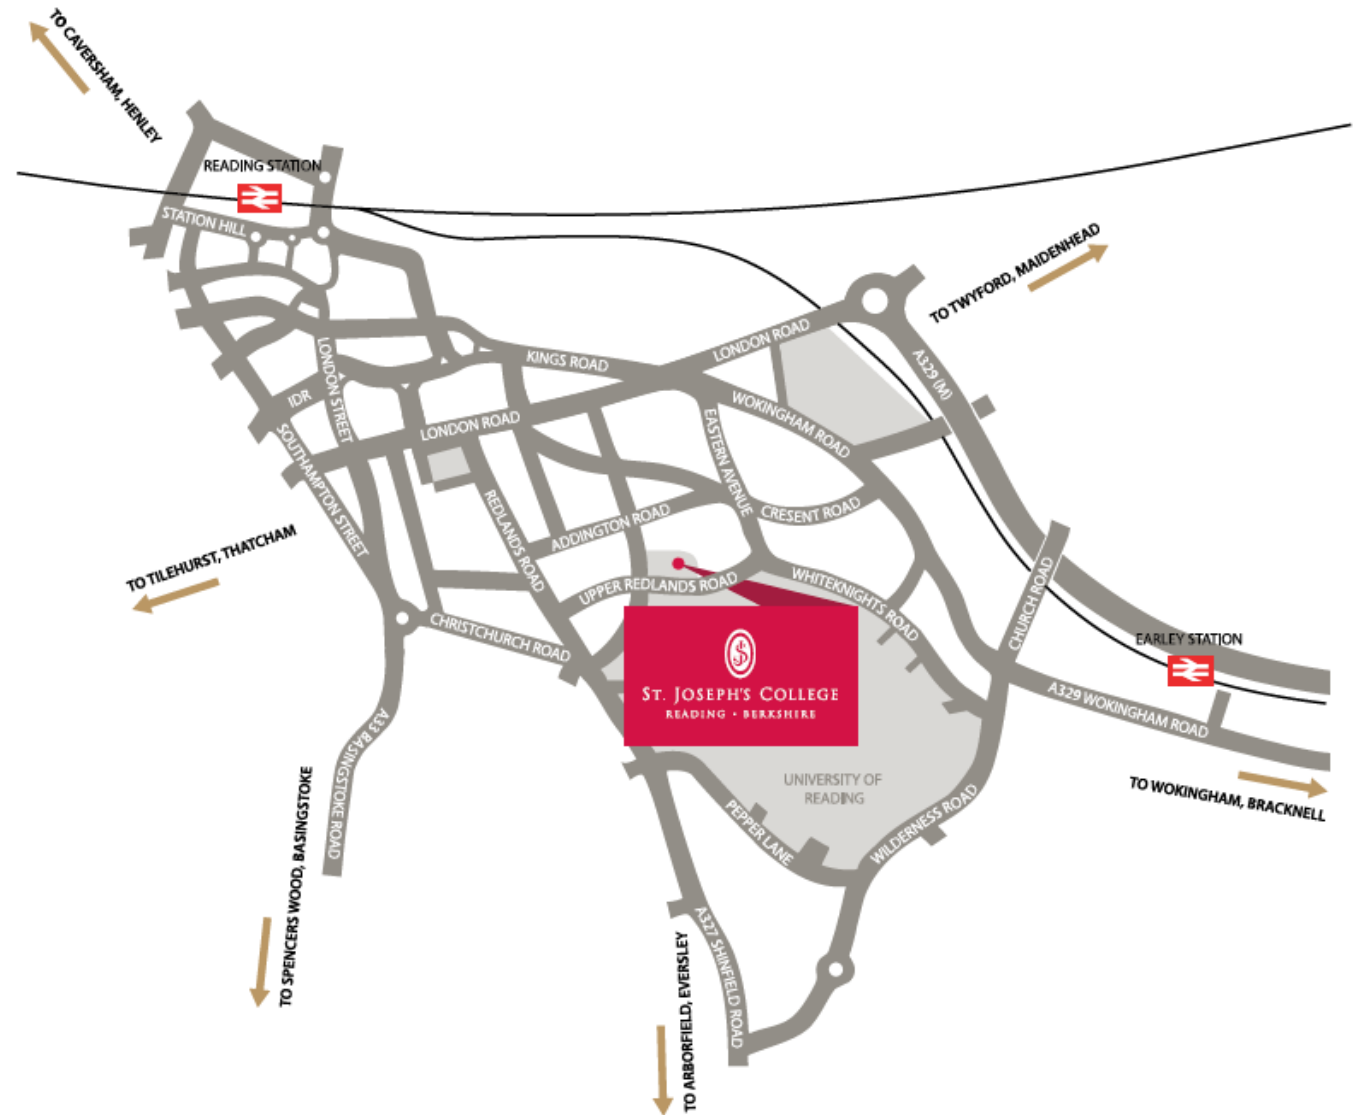 TO CAVERSHAM, HENLEY
READING STATION
STATION HILL
TO TWYFORD, MAIDENHEAD
LONDON ROAD
KINGS ROAD
A329 (M)
LONDON STREET
IDR
WOKINGHAM ROAD
LONDON ROAD
EASTERN AVENUE
SOUTHAMPTON STREET
REDLANDS ROAD
ADDINGTON ROAD
CRESENT ROAD
TO TILEHURST, THATCHAM
UPPER REDLANDS ROAD
WHITEKNIGHTS ROAD
CHURCH ROAD
CHRISTCHURCH ROAD
EARLEY STATION
ST. JOSEPH'S COLLEGE
READING • BERKSHIRE
A329 WOKINGHAM ROAD
A33 BASINGSTOKE ROAD
UNIVERSITY OF
READING
TO WOKINGHAM, BRACKNELL
PEPPER LANE
WILDERNESS ROAD
TO SPENCERS WOOD, BASINGSTOKE
A327 SHINFIELD ROAD
TO ARBORFIELD, EVERSLEY